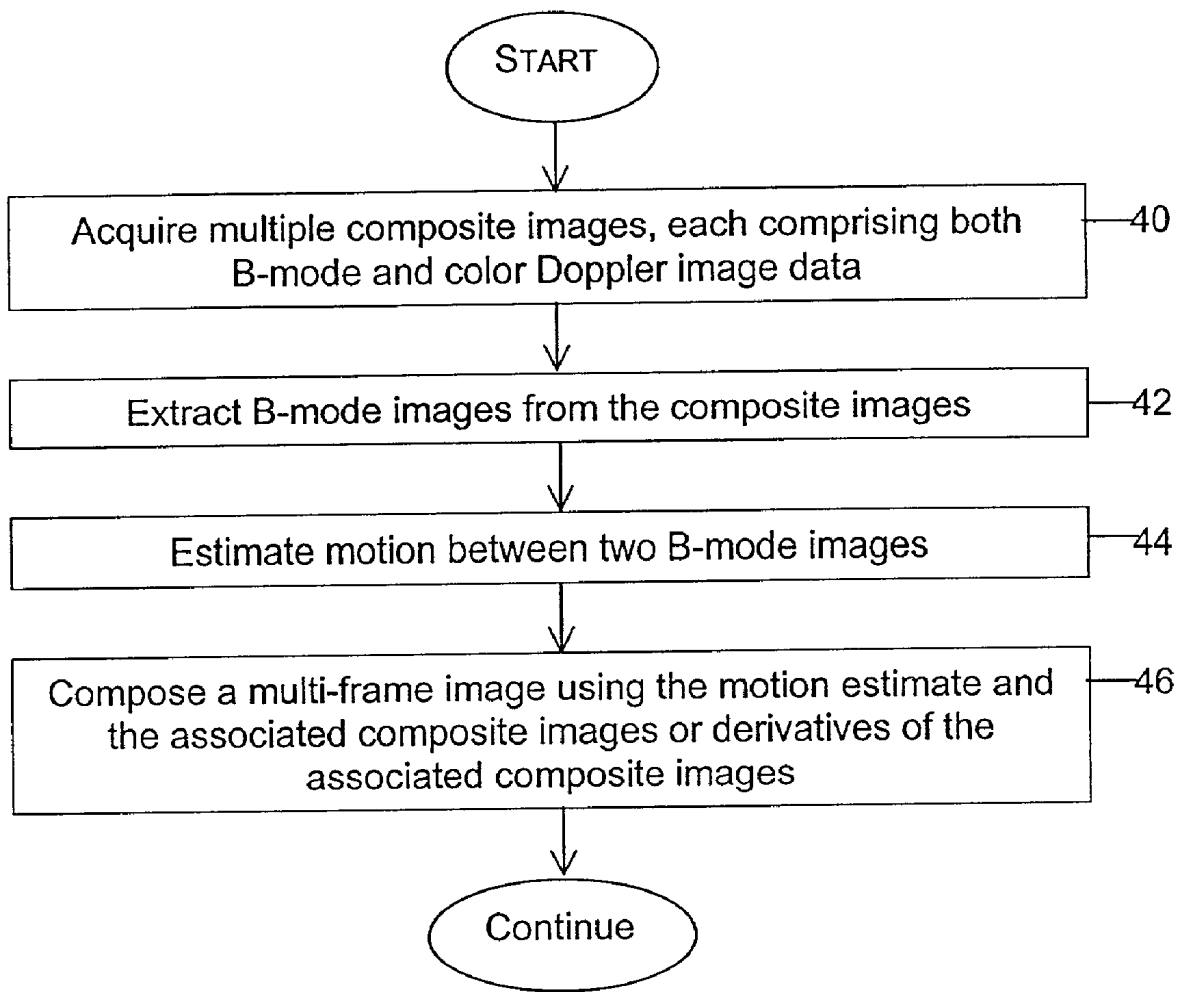 START
Acquire multiple composite images, each comprising both
B-mode and color Doppler image data
40
Extract B-mode images from the composite images
42
Estimate motion between two B-mode images
44
Compose a multi-frame image using the motion estimate and
the associated composite images or derivatives of the
associated composite images
46
Continue